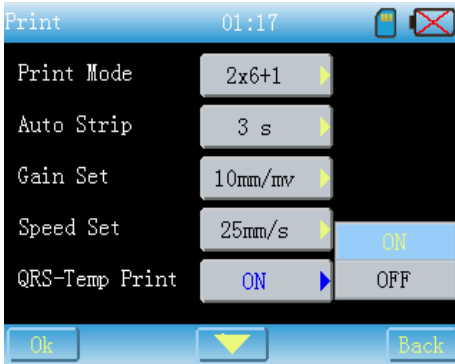 Print 01:17
Print Mode 2x6+1
Auto Strip 3 s
Gain Set 10mm/mv
Speed Set 25mm/s
ON
QRS-Temp Print ON OFF
Ok Back